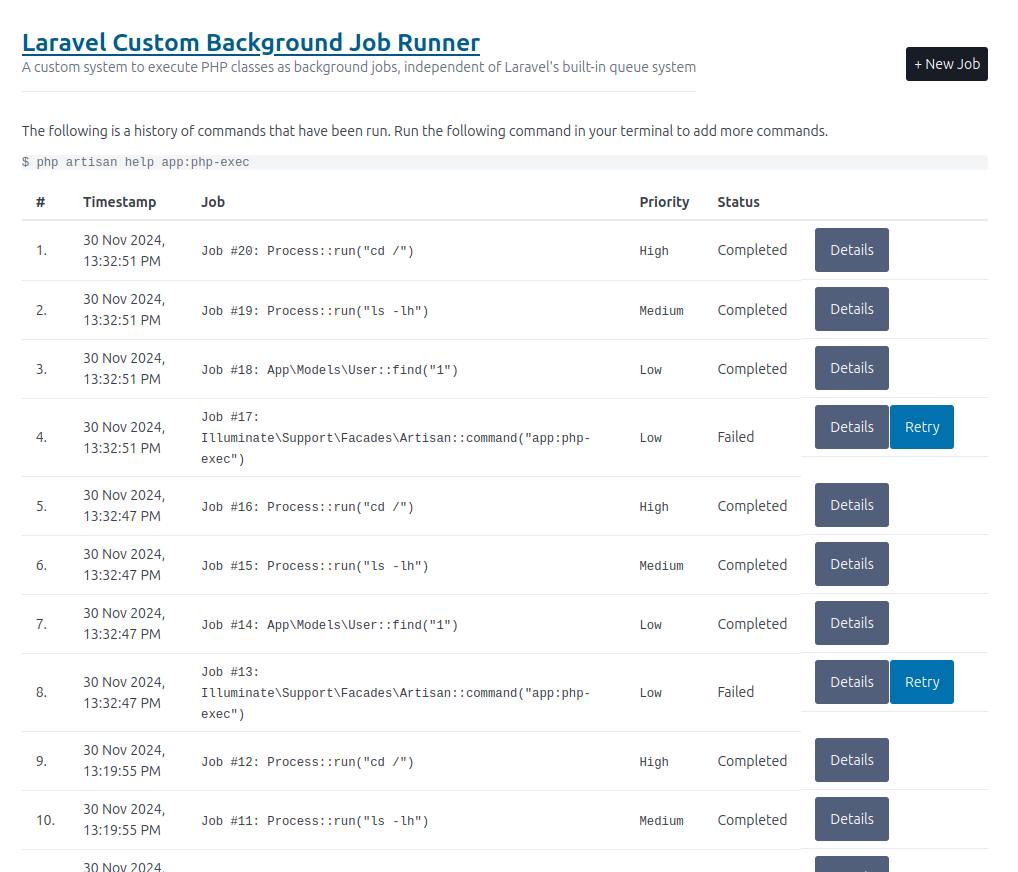 Laravel Custom Background Job Runner
A custom system to execute PHP classes as background jobs, independent of Laravel's built-in queue system
+ New Job
The following is a history of commands that have been run. Run the following command in your terminal to add more commands.
$ php artisan help app:php-exec
# Timestamp Job Priority Status
30 Nov 2024,
1. Job #20: Process::run("cd /") High Completed Details
13:32:51 PM
30 Nov 2024,
2. Job #19: Process::run("ls -lh") Medium Completed Details
13:32:51 PM
30 Nov 2024,
3. Job #18: App\Models\User::find("1") Low Completed Details
13:32:51 PM
Job #17:
30 Nov 2024,
4. Illuminate\Support\Facades\Artisan::command("app:php- Low Failed Details Retry
13:32:51 PM
exec")
30 Nov 2024,
5. Job #16: Process::run("cd /") High Completed Details
13:32:47 PM
30 Nov 2024,
6. Job #15: Process::run("ls -lh") Medium Completed Details
13:32:47 PM
30 Nov 2024,
7. Job #14: App\Models\User::find("1") Low Completed Details
13:32:47 PM
Job #13:
30 Nov 2024,
8. Illuminate\Support\Facades\Artisan::command("app:php- Low Failed Details Retry
13:32:47 PM
exec")
30 Nov 2024,
9. Job #12: Process::run("cd /") High Completed Details
13:19:55 PM
30 Nov 2024,
10. Job #11: Process::run("ls -lh") Medium Completed Details
13:19:55 PM
30 Nov 2024,